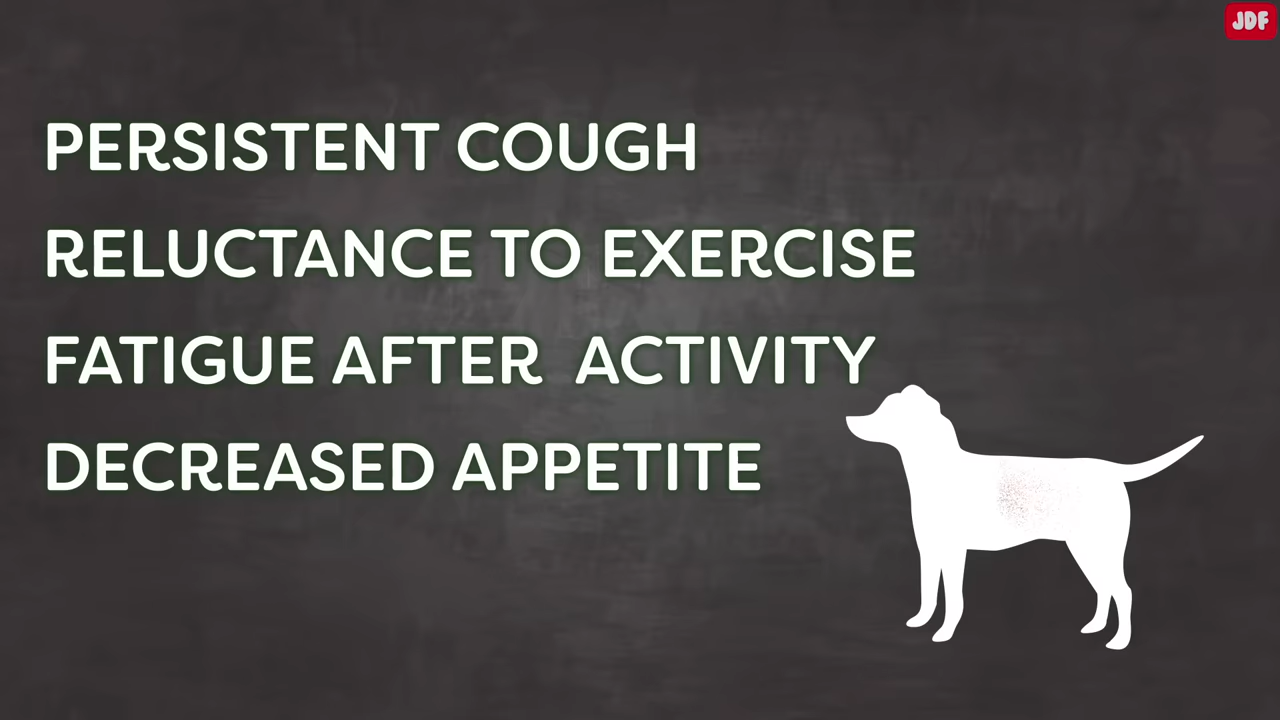 JDF
PERSISTENT COUGH
RELUCTANCE TO EXERCISE
FATIGUE AFTER  ACTIVITY
DECREASED APPETITE